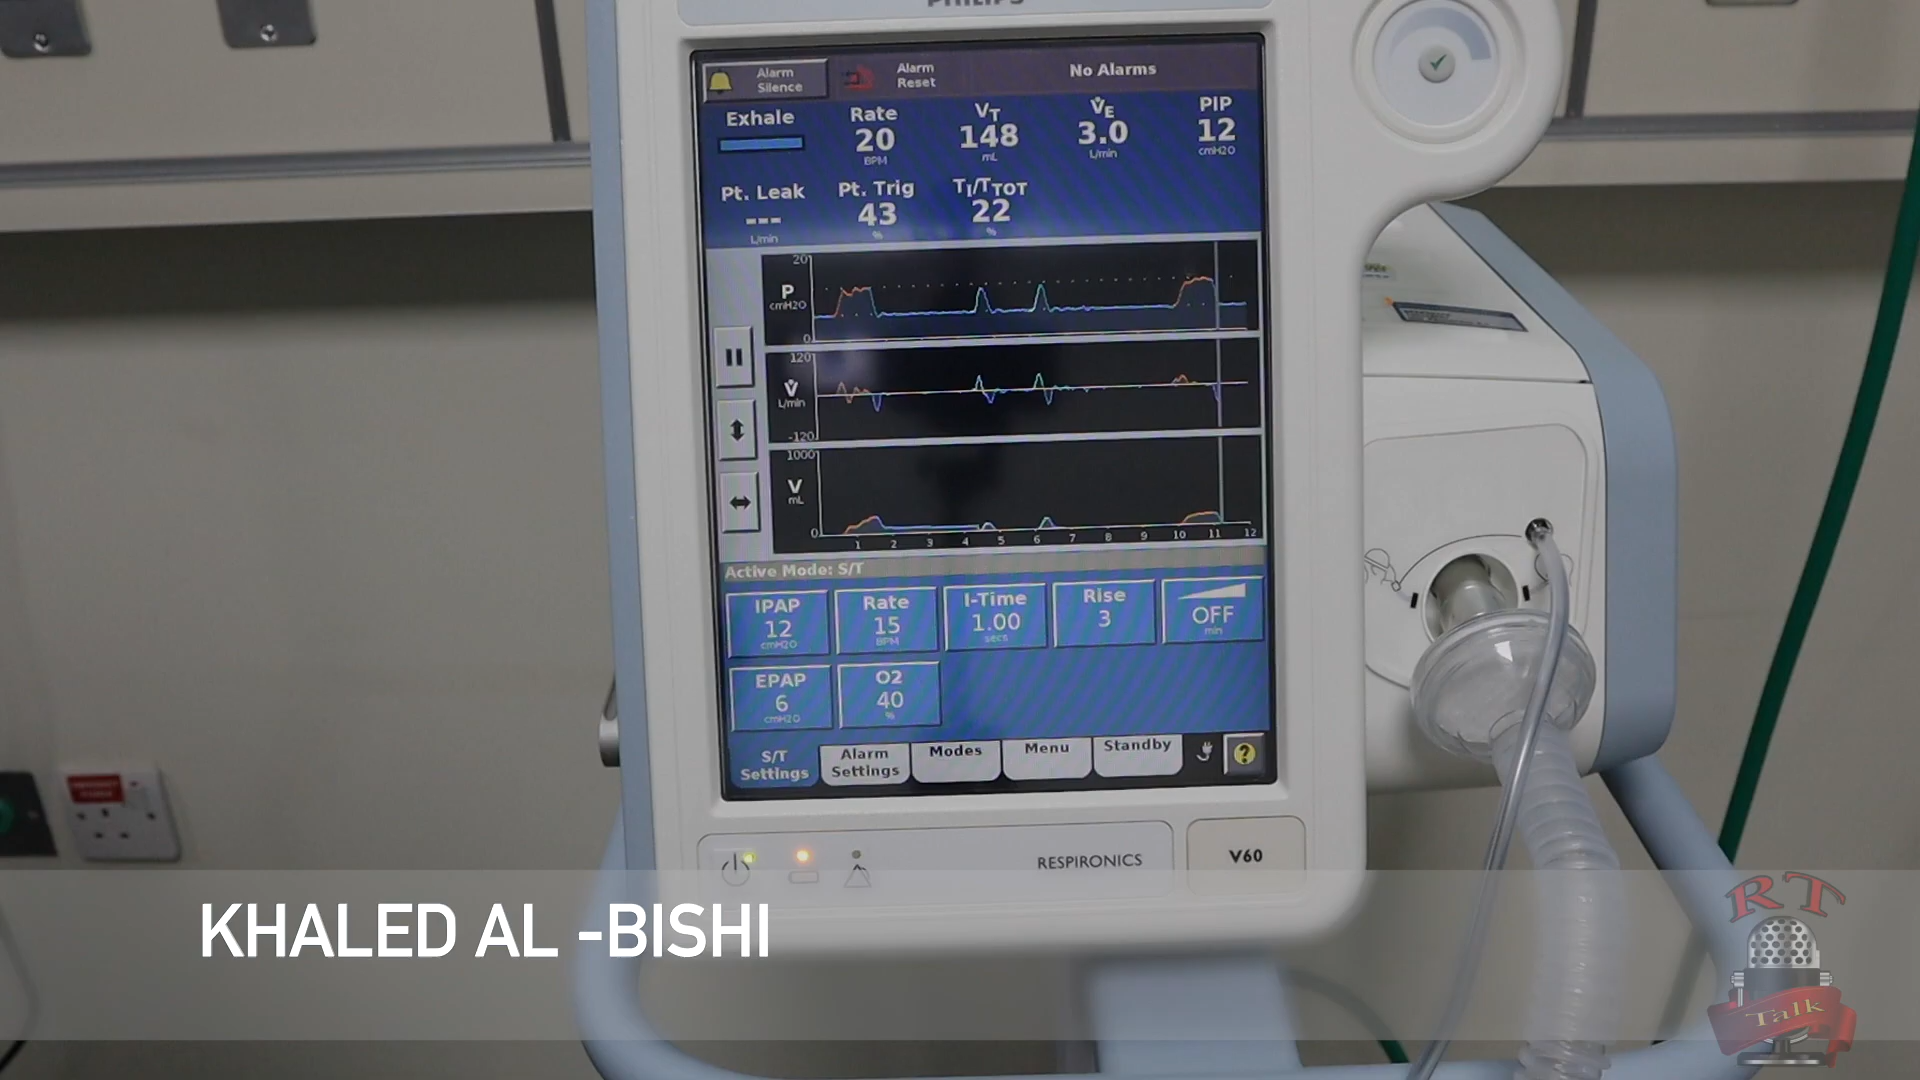 PHILIPS
Alarm
Silence
Alarm
Reset
No Alarms
Exhale
Rate
20
BPM
VT
148
mL
V̇E
3.0
L/min
PIP
12
cmH2O
Pt. Leak
---
L/min
Pt. Trig
43
%
TI/TTOT
22
%
20
P
cmH2O
0
120
V̇
L/min
-120
1000
V
mL
0
1 2 3 4 5 6 7 8 9 10 11 12
Active Mode: S/T
IPAP
12
cmH2O
Rate
15
BPM
I-Time
1.00
secs
Rise
3
OFF
min
EPAP
6
cmH2O
O2
40
%
S/T
Settings
Alarm
Settings
Modes
Menu
Standby
?
RESPIRONICS
V60
KHALED AL -BISHI
RT
Talk